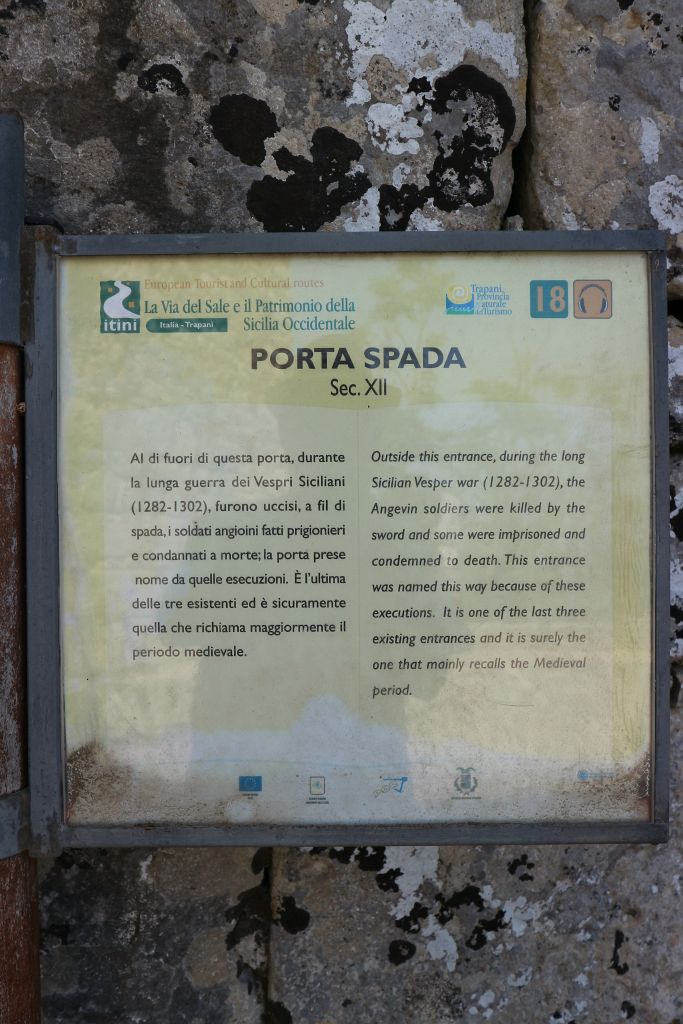 European Tourist and Cultural routes
La Via del Sale e il Patrimonio della
Sicilia Occidentale
itini
Italia - Trapani
Trapani
Provincia
Turismo
18
PORTA SPADA
Sec. XII
Al di fuori di questa porta, durante
la lunga guerra dei Vespri Siciliani
(1282-1302), furono uccisi, a fil di
spada, i soldati angioini fatti prigionieri
e condannati a morte; la porta prese
nome da quelle esecuzioni. È l'ultima
delle tre esistenti ed è sicuramente
quella che richiama maggiormente il
periodo medievale.
Outside this entrance, during the long
Sicilian Vesper war (1282-1302), the
Angevin soldiers were killed by the
sword and some were imprisoned and
condemned to death. This entrance
was named this way because of these
executions. It is one of the last three
existing entrances and it is surely the
one that mainly recalls the Medieval
period.